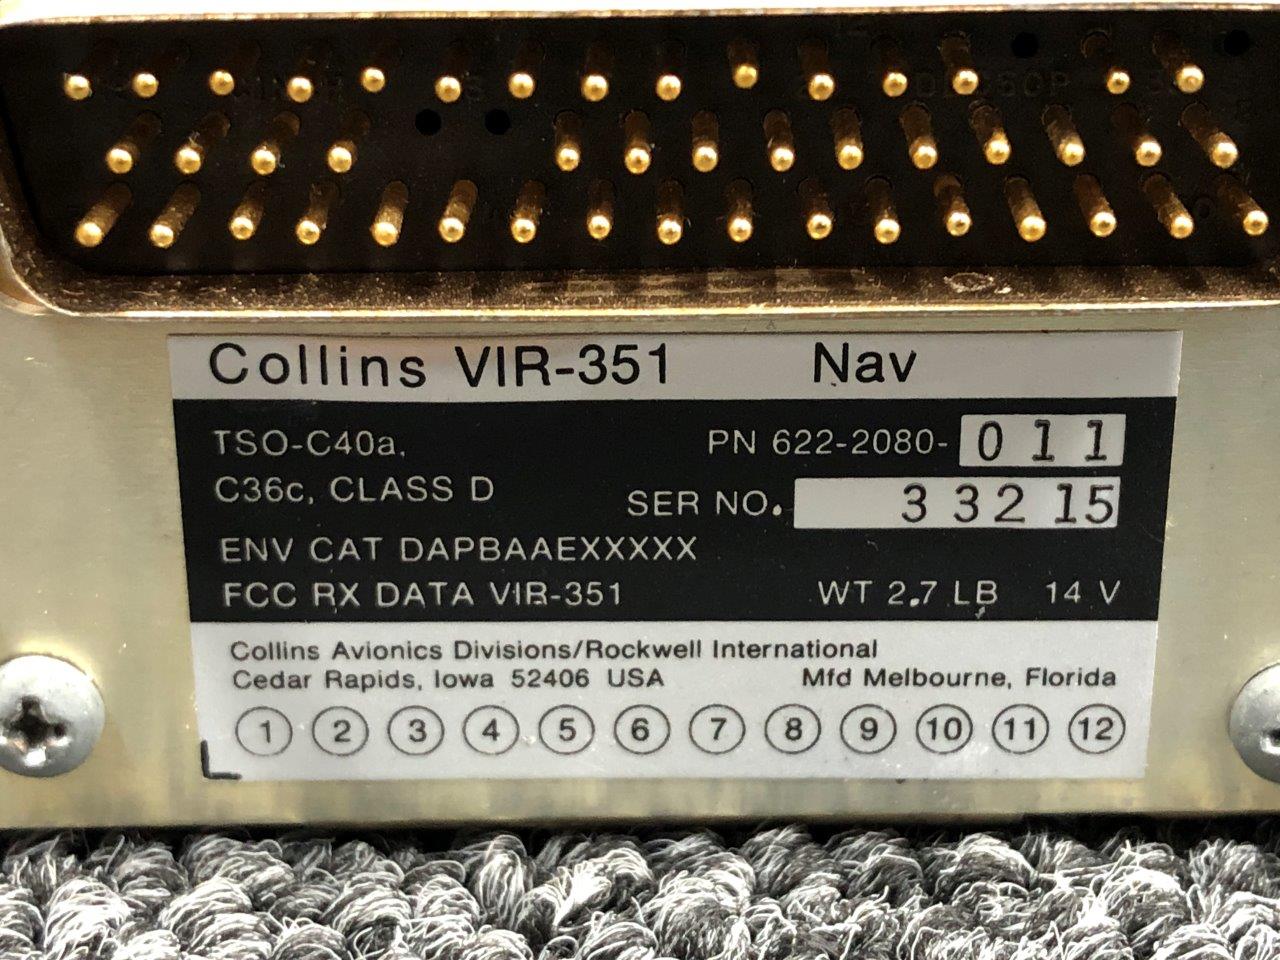 Collins VIR-351 Nav
TSO-C40a, PN 622-2080-011
C36c, CLASS D
SER NO. 33215
ENV CAT DAPBAAEXXXXX
FCC RX DATA VIR-351 WT 2.7 LB 14 V
Collins Avionics Divisions/Rockwell International
Cedar Rapids, Iowa 52406 USA Mfd Melbourne, Florida
1 2 3 4 5 6 7 8 9 10 11 12